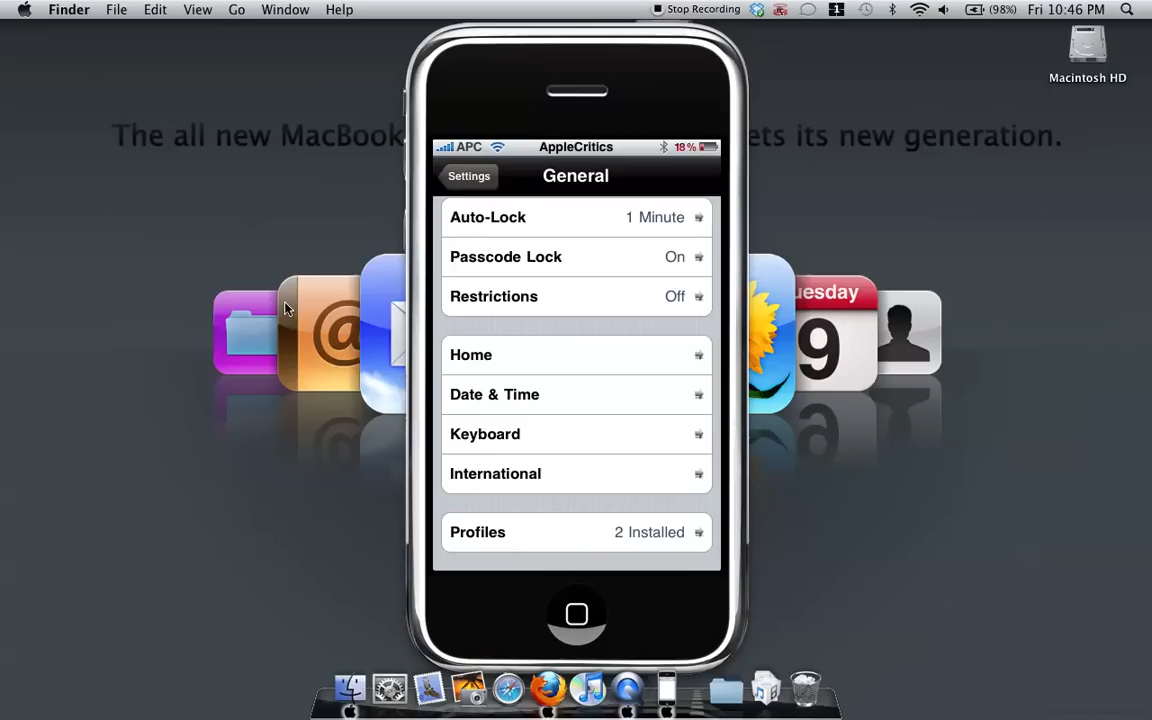 Finder File Edit View Go Window Help Stop Recording 1 (98%) Fri 10:46 PM
Macintosh HD
The all new MacBook ets its new generation.
APC AppleCritics 18%
Settings General
Auto-Lock 1 Minute
Passcode Lock On
Restrictions Off
Home
Date & Time
Keyboard
International
Profiles 2 Installed
@
uesday
9